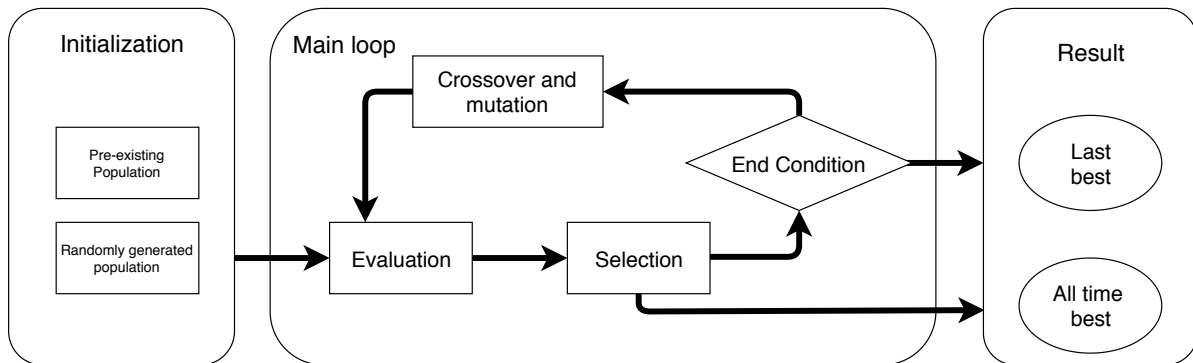 Initialization
Pre-existing
Population
Randomly generated
population
Main loop
Crossover and
mutation
End Condition
Evaluation
Selection
Result
Last
best
All time
best